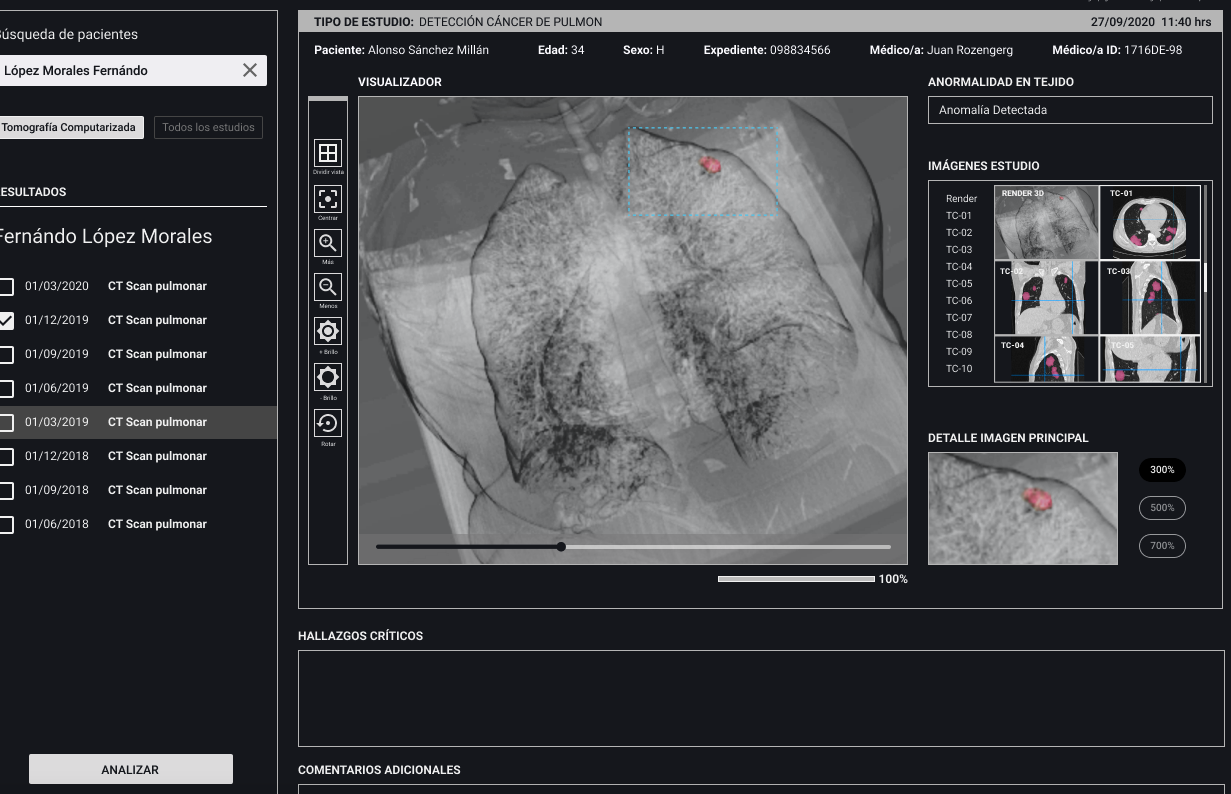 Búsqueda de pacientes
López Morales Fernándo
Tomografía Computarizada
Todos los estudios
ESULTADOS
Fernándo López Morales
01/03/2020 CT Scan pulmonar
01/12/2019 CT Scan pulmonar
01/09/2019 CT Scan pulmonar
01/06/2019 CT Scan pulmonar
01/03/2019 CT Scan pulmonar
01/12/2018 CT Scan pulmonar
01/09/2018 CT Scan pulmonar
01/06/2018 CT Scan pulmonar
ANALIZAR
TIPO DE ESTUDIO: DETECCIÓN CÁNCER DE PULMON
27/09/2020 11:40 hrs
Paciente: Alonso Sánchez Millán
Edad: 34
Sexo: H
Expediente: 098834566
Médico/a: Juan Rozengerg
Médico/a ID: 1716DE-98
VISUALIZADOR
Dividir vista
Centrar
Más
Menos
+ Brillo
- Brillo
Rotar
100%
ANORMALIDAD EN TEJIDO
Anomalía Detectada
IMÁGENES ESTUDIO
Render
TC-01
TC-02
TC-03
TC-04
TC-05
TC-06
TC-07
TC-08
TC-09
TC-10
RENDER 3D
TC-01
TC-02
TC-03
TC-04
TC-05
DETALLE IMAGEN PRINCIPAL
300%
500%
700%
HALLAZGOS CRÍTICOS
COMENTARIOS ADICIONALES